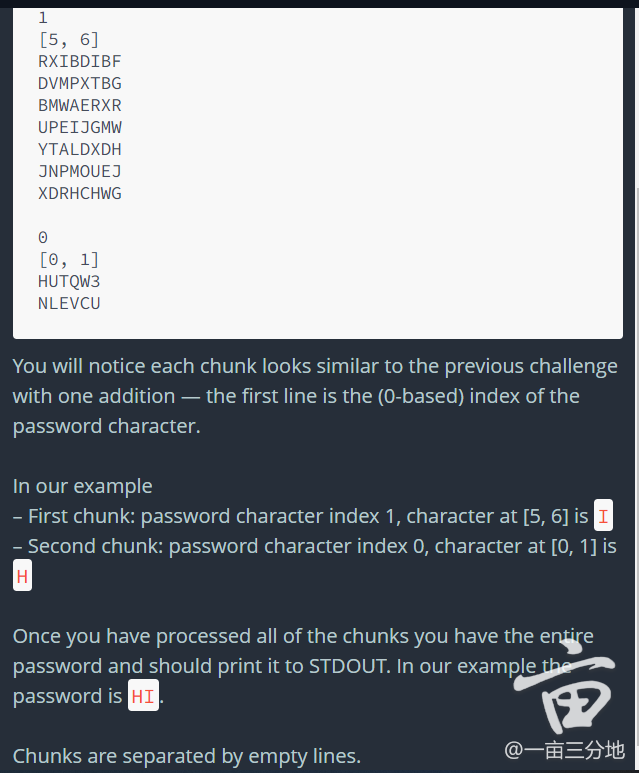 1
[5, 6]
RXIBDIBF
DVMPXTBG
BMWAERXR
UPEIJGMW
YTALDXDH
JNPMOUEJ
XDRHCHWG
0
[0, 1]
HUTQW3
NLEVCU
You will notice each chunk looks similar to the previous challenge
with one addition — the first line is the (0-based) index of the
password character.
In our example
– First chunk: password character index 1, character at [5, 6] is I
– Second chunk: password character index 0, character at [0, 1] is
H
Once you have processed all of the chunks you have the entire
password and should print it to STDOUT. In our example the
password is HI.
Chunks are separated by empty lines.
亩
@一亩三分地